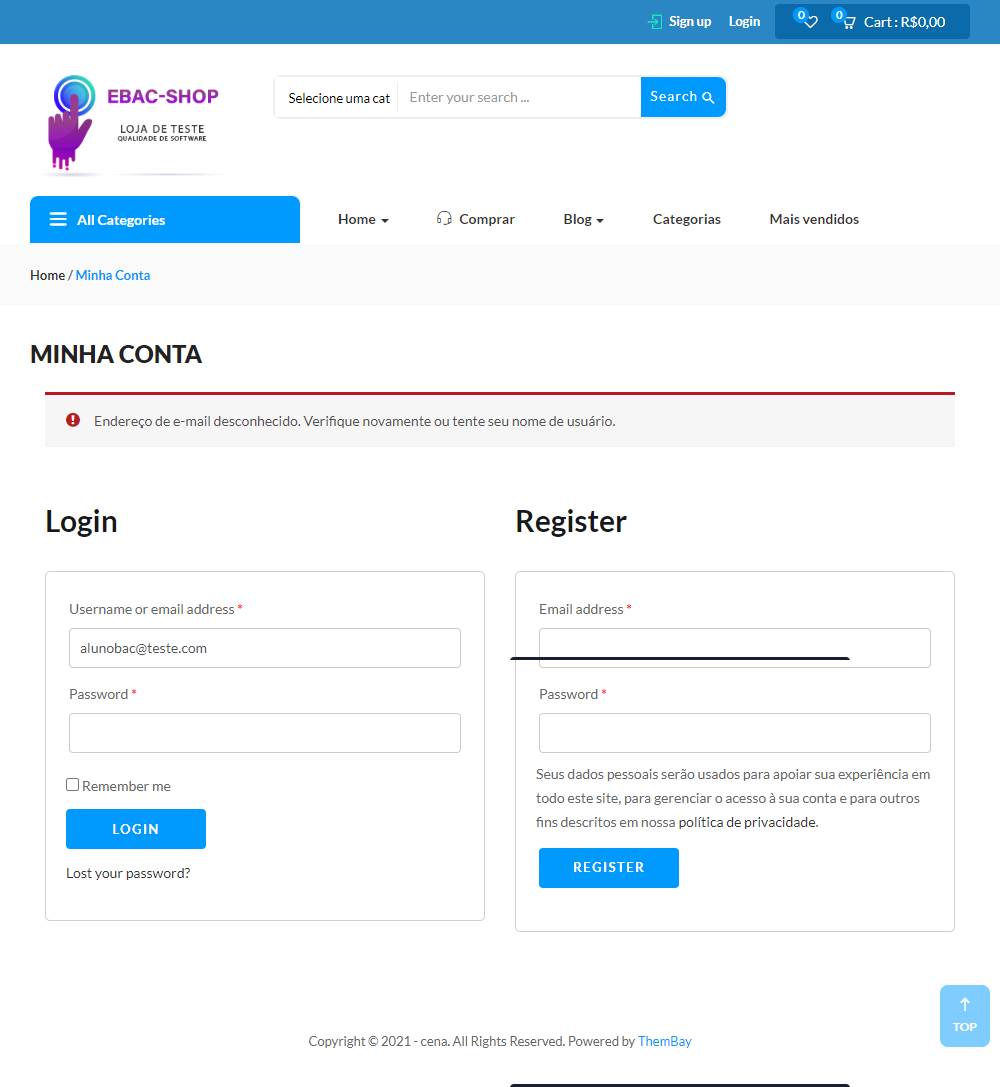 Sign up Login 0 0 Cart : R$0,00
EBAC-SHOP
LOJA DE TESTE
QUALIDADE DE SOFTWARE
Selecione uma cat Enter your search ... Search
All Categories Home Comprar Blog Categorias Mais vendidos
Home / Minha Conta
MINHA CONTA
Endereço de e-mail desconhecido. Verifique novamente ou tente seu nome de usuário.
Login
Username or email address *
alunobac@teste.com
Password *
Remember me
LOGIN
Lost your password?
Register
Email address *
Password *
Seus dados pessoais serão usados para apoiar sua experiência em
todo este site, para gerenciar o acesso à sua conta e para outros
fins descritos em nossa política de privacidade.
REGISTER
TOP
Copyright © 2021 - cena. All Rights Reserved. Powered by ThemBay